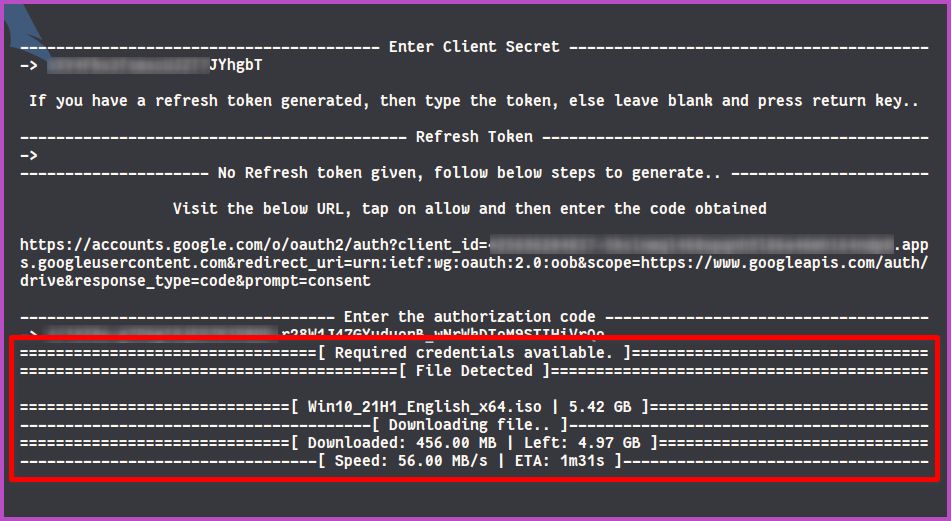 ------------------------------------- Enter Client Secret -------------------------------------
-> JYhgbT
If you have a refresh token generated, then type the token, else leave blank and press return key..
---------------------------------------- Refresh Token ----------------------------------------
->
--------------------- No Refresh token given, follow below steps to generate.. ---------------------
Visit the below URL, tap on allow and then enter the code obtained
https://accounts.google.com/o/oauth2/auth?client_id= .app
s.googleusercontent.com&redirect_uri=urn:ietf:wg:oauth:2.0:oob&scope=https://www.googleapis.com/auth/
drive&response_type=code&prompt=consent
--------------------------------- Enter the authorization code ---------------------------------
->
=================================[ Required credentials available. ]=================================
==========================================[ File Detected ]==========================================
==============================[ Win10_21H1_English_x64.iso | 5.42 GB ]===============================
---------------------------------------[ Downloading file.. ]----------------------------------------
==============================[ Downloaded: 456.00 MB | Left: 4.97 GB ]==============================
---------------------------------[ Speed: 56.00 MB/s | ETA: 1m31s ]----------------------------------